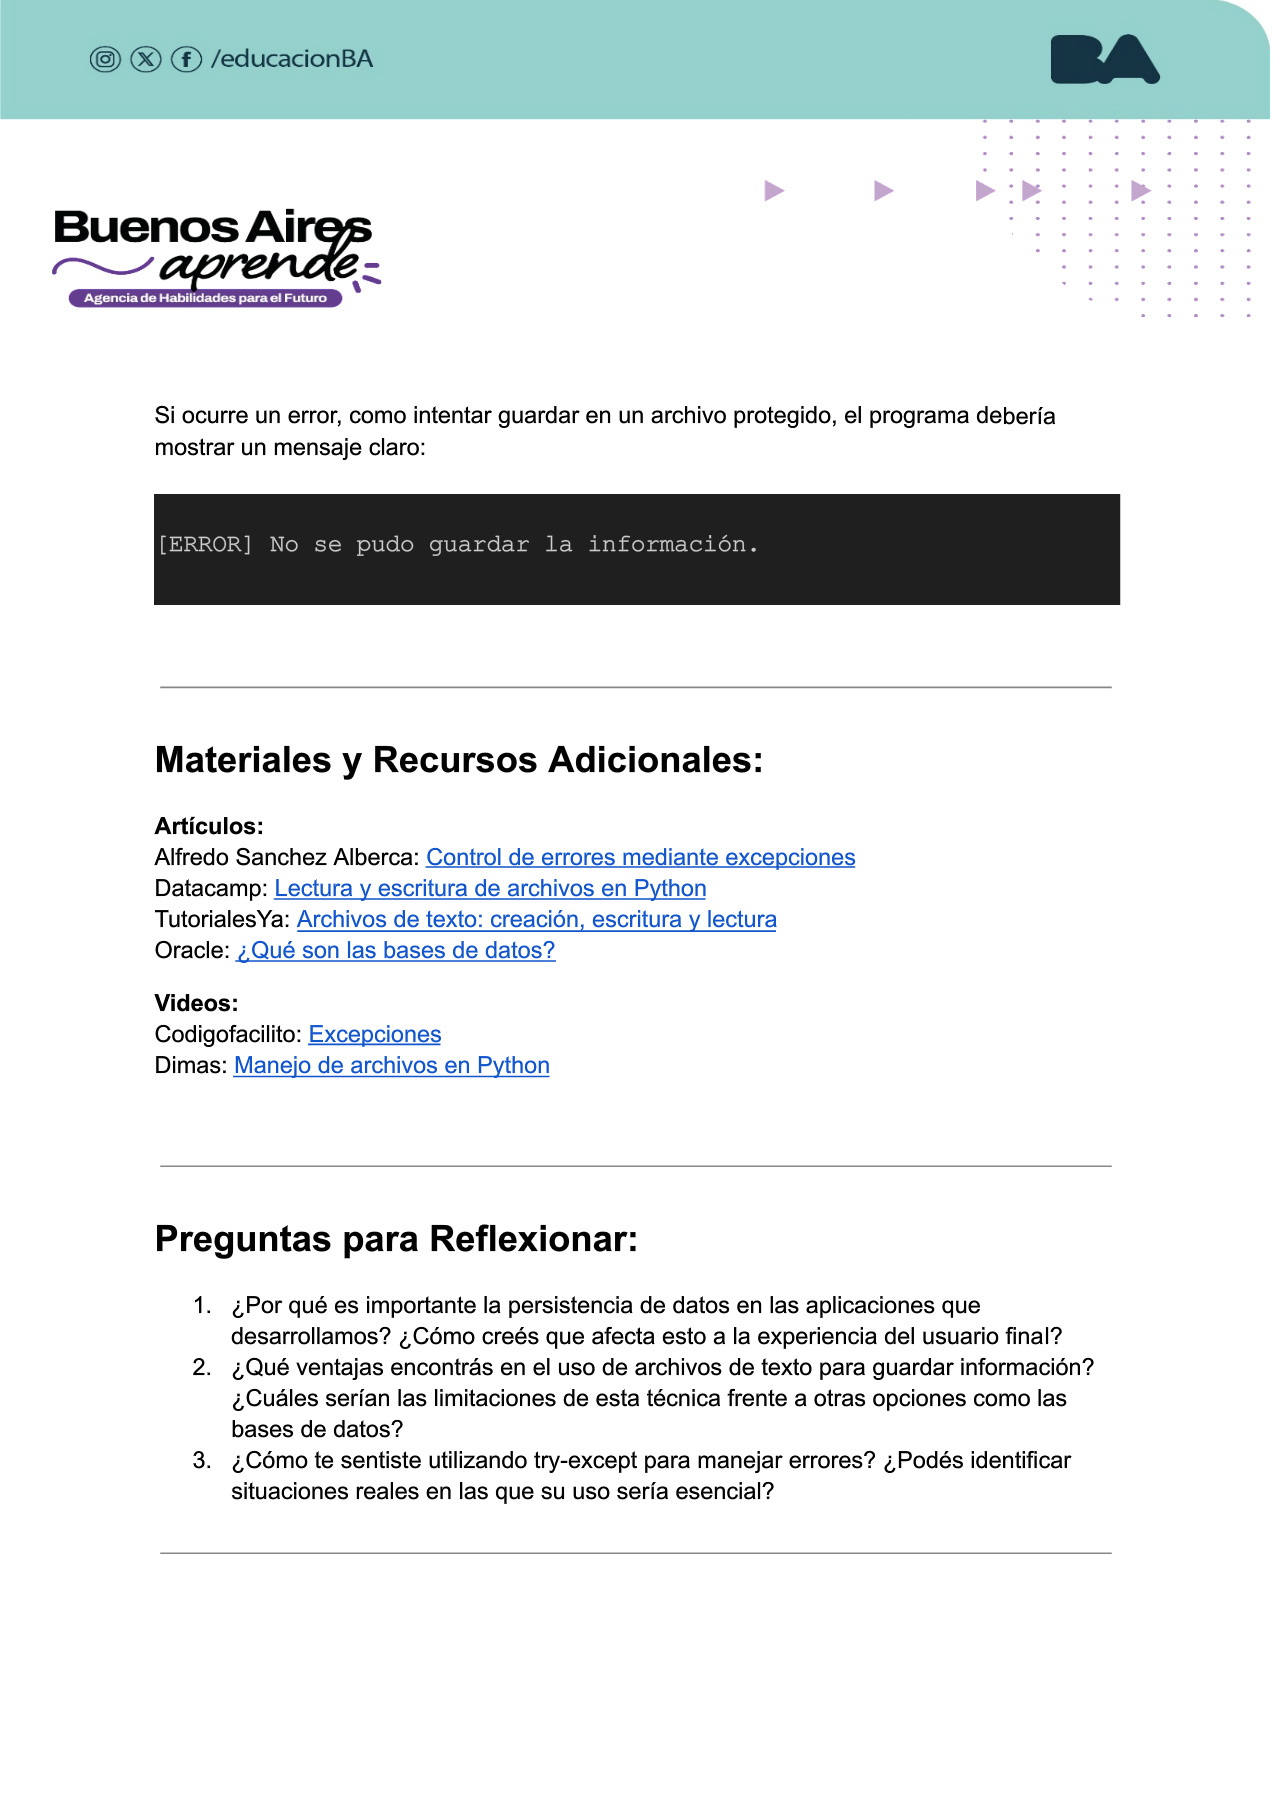 /educacionBA
BA
Buenos Aires
aprende
Agencia de Habilidades para el Futuro
Si ocurre un error, como intentar guardar en un archivo protegido, el programa debería
mostrar un mensaje claro:
[ERROR] No se pudo guardar la información.
Materiales y Recursos Adicionales:
Artículos:
Alfredo Sanchez Alberca: Control de errores mediante excepciones
Datacamp: Lectura y escritura de archivos en Python
TutorialesYa: Archivos de texto: creación, escritura y lectura
Oracle: ¿Qué son las bases de datos?
Videos:
Codigofacilito: Excepciones
Dimas: Manejo de archivos en Python
Preguntas para Reflexionar:
1. ¿Por qué es importante la persistencia de datos en las aplicaciones que
desarrollamos? ¿Cómo creés que afecta esto a la experiencia del usuario final?
2. ¿Qué ventajas encontrás en el uso de archivos de texto para guardar información?
¿Cuáles serían las limitaciones de esta técnica frente a otras opciones como las
bases de datos?
3. ¿Cómo te sentiste utilizando try-except para manejar errores? ¿Podés identificar
situaciones reales en las que su uso sería esencial?